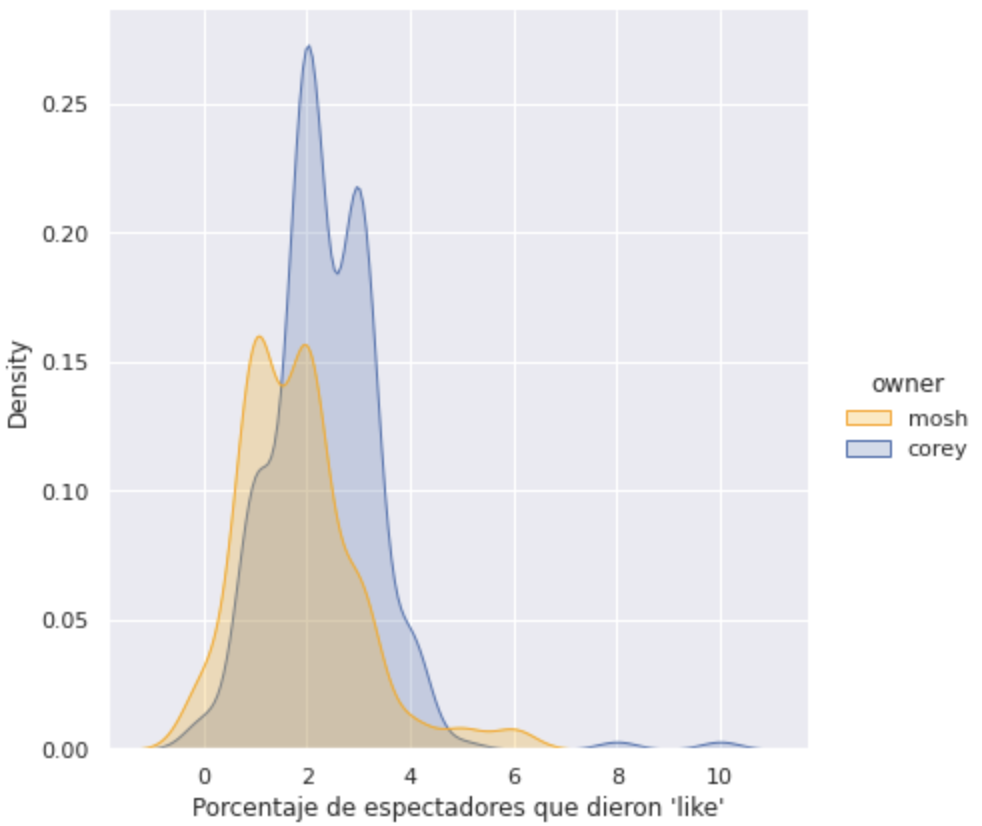 0.25
0.20
0.15
0.10
0.05
0.00
Density
0 2 4 6 8 10
Porcentaje de espectadores que dieron 'like'
owner
mosh
corey